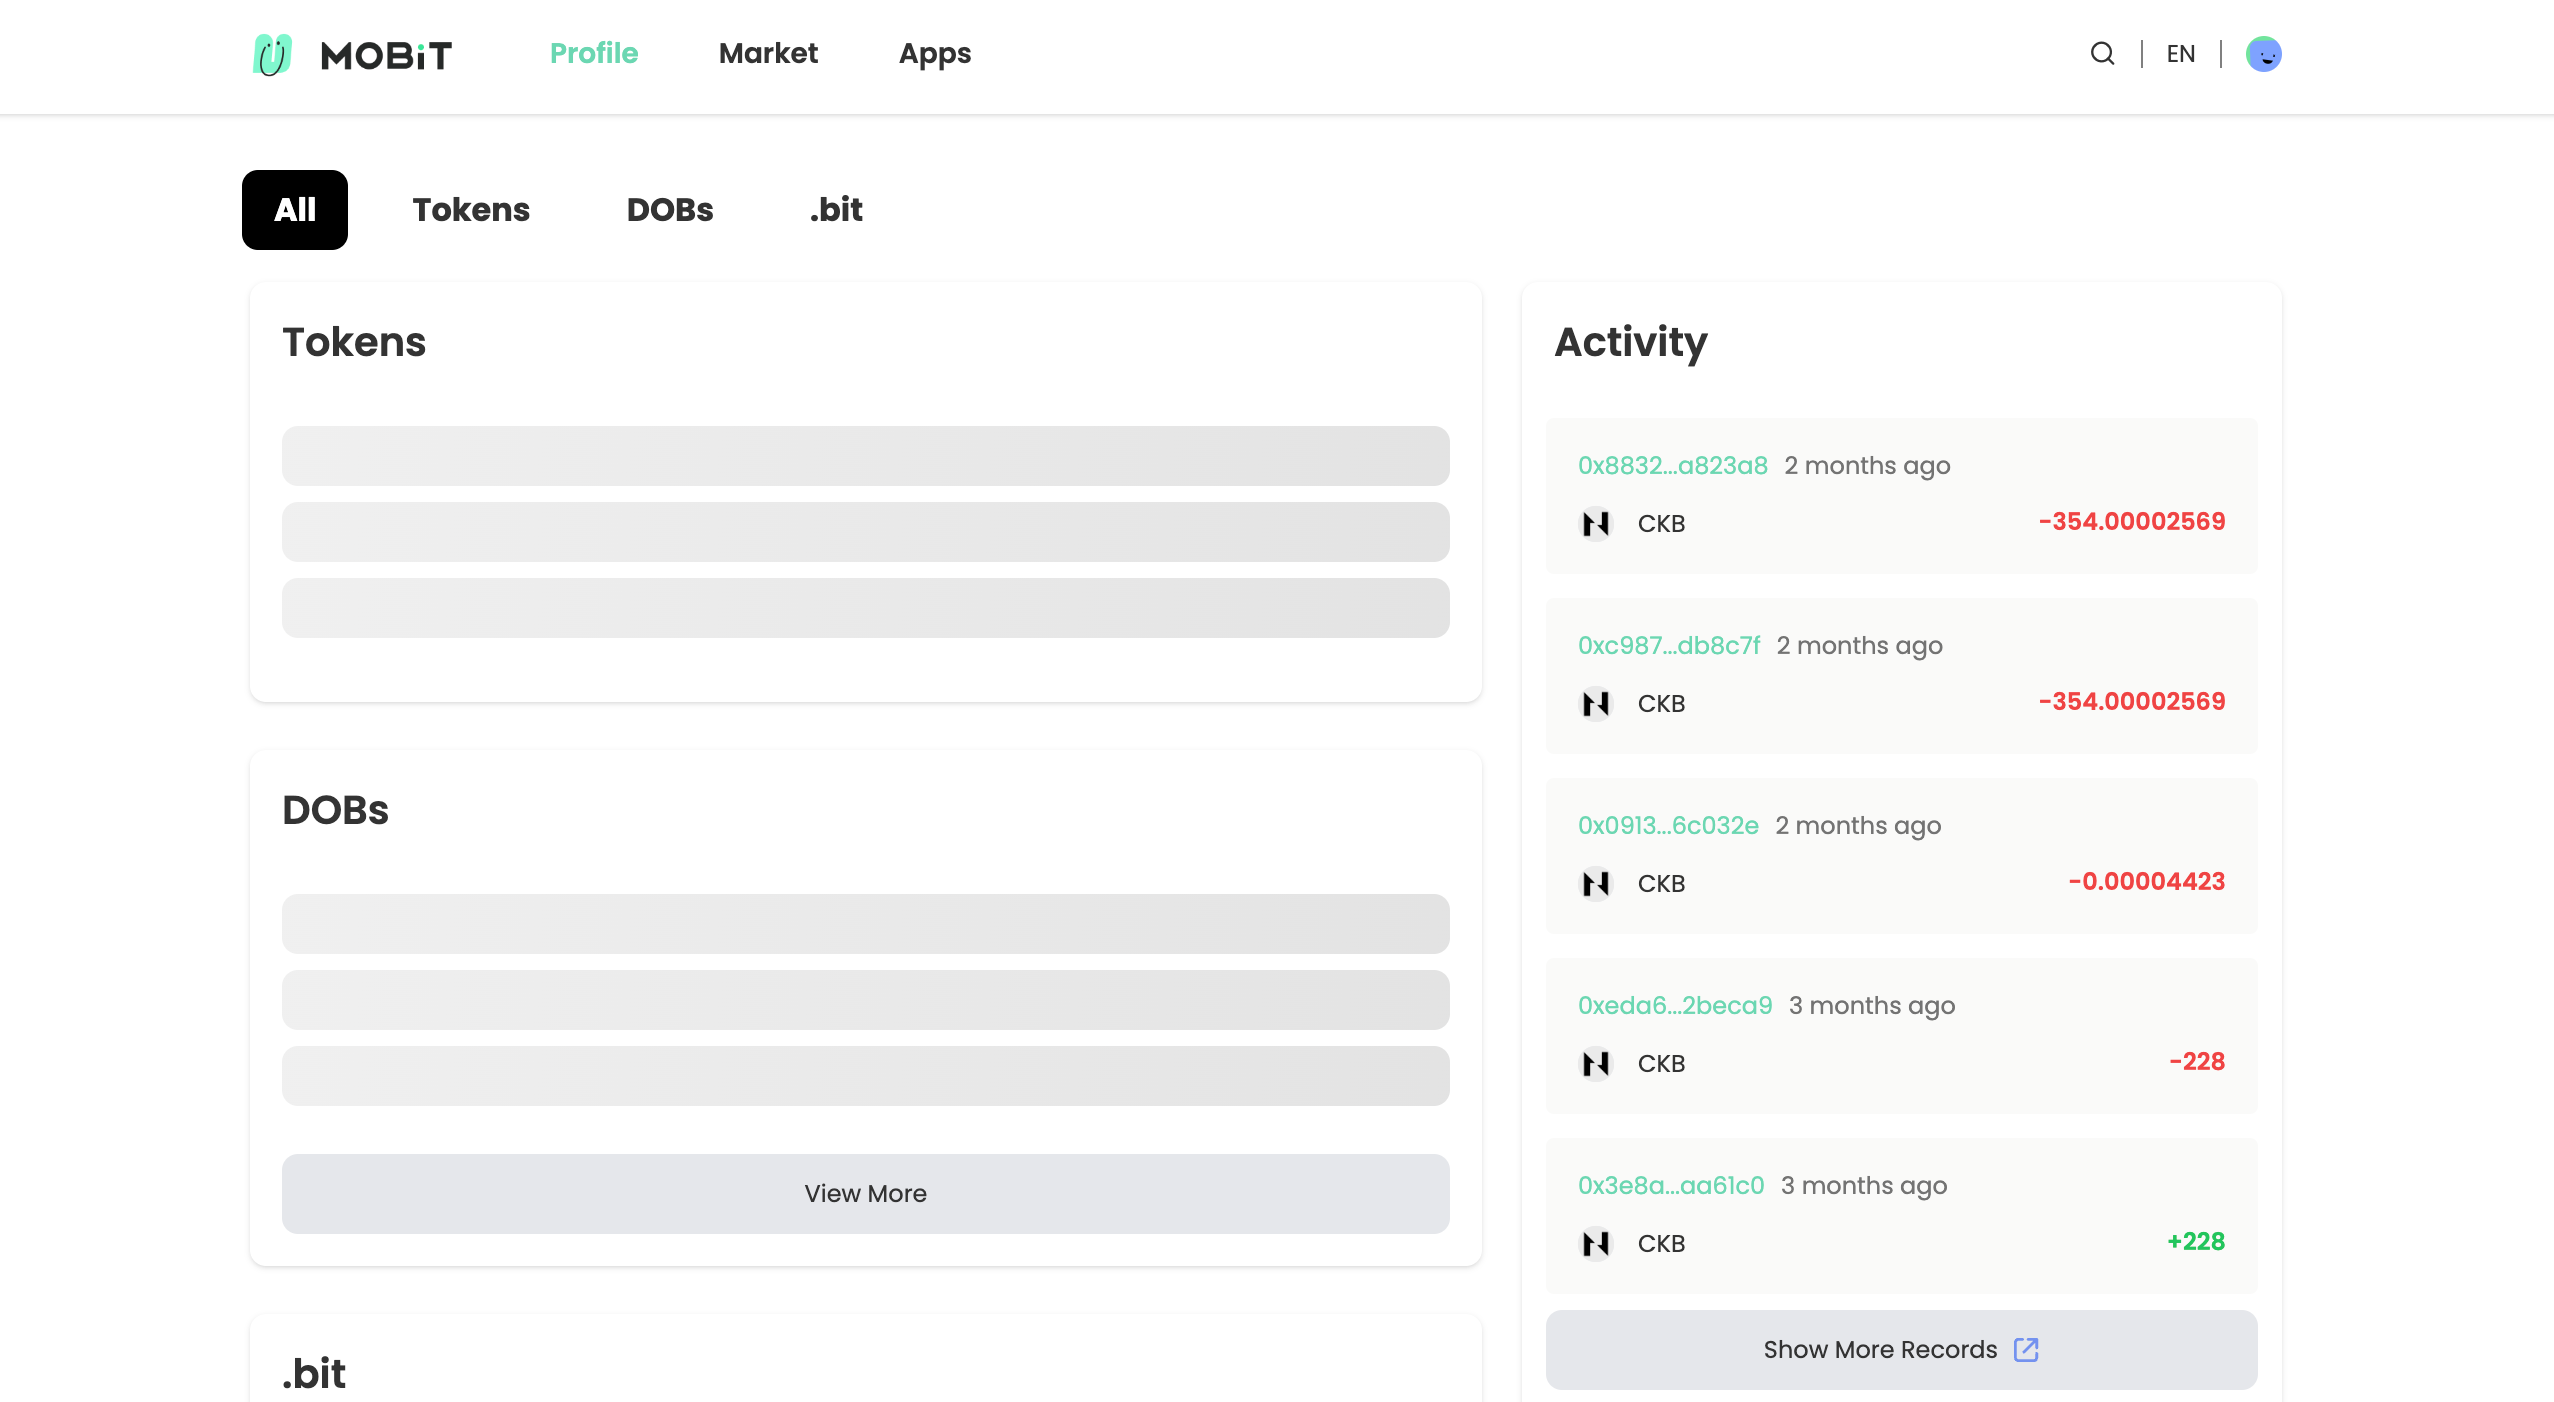 MOBiT
Profile
Market
Apps
EN
All
Tokens
DOBs
.bit
Tokens
DOBs
View More
.bit
Activity
0x8832...a823a8 2 months ago
CKB -354.00002569
0xc987...db8c7f 2 months ago
CKB -354.00002569
0x0913...6c032e 2 months ago
CKB -0.00004423
0xeda6...2beca9 3 months ago
CKB -228
0x3e8a...aa61c0 3 months ago
CKB +228
Show More Records